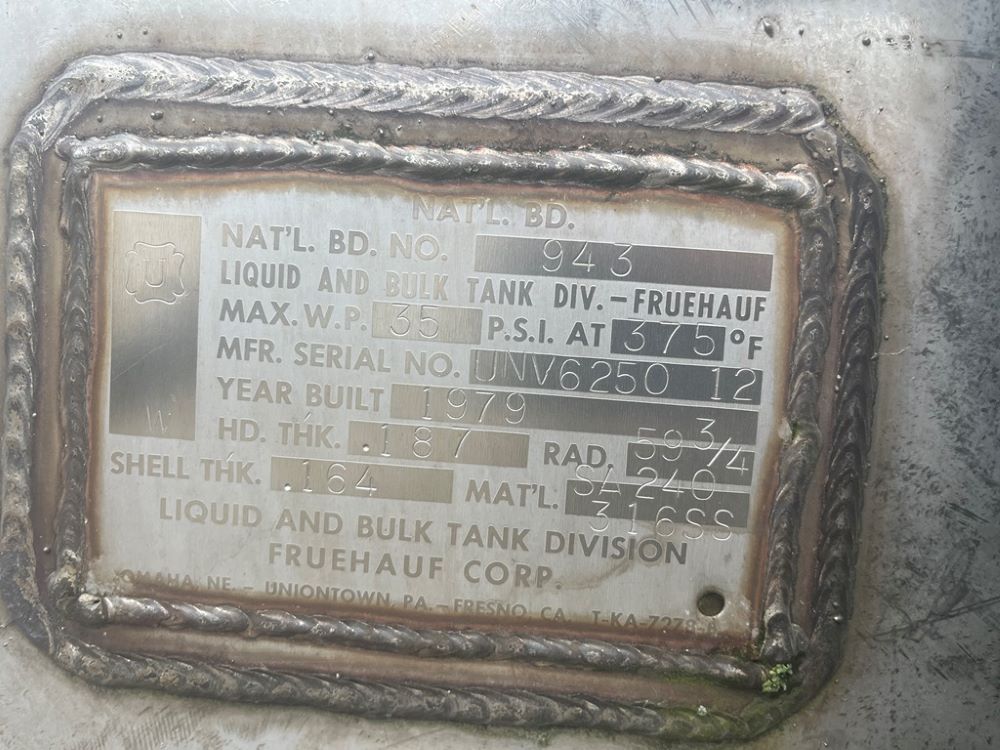 NAT'L. BD.
U
NAT'L. BD. NO. 943
LIQUID AND BULK TANK DIV.-FRUEHAUF
MAX. W.P. 35 P.S.I. AT 375 °F
MFR. SERIAL NO. UNV6250 12
YEAR BUILT 1979
W
HD. THK. .187 RAD. 59 3/4
SHELL THK. .164 MAT'L. SA 240 316SS
LIQUID AND BULK TANK DIVISION
FRUEHAUF CORP.
OMAHA, NE. - UNIONTOWN, PA. - FRESNO, CA.